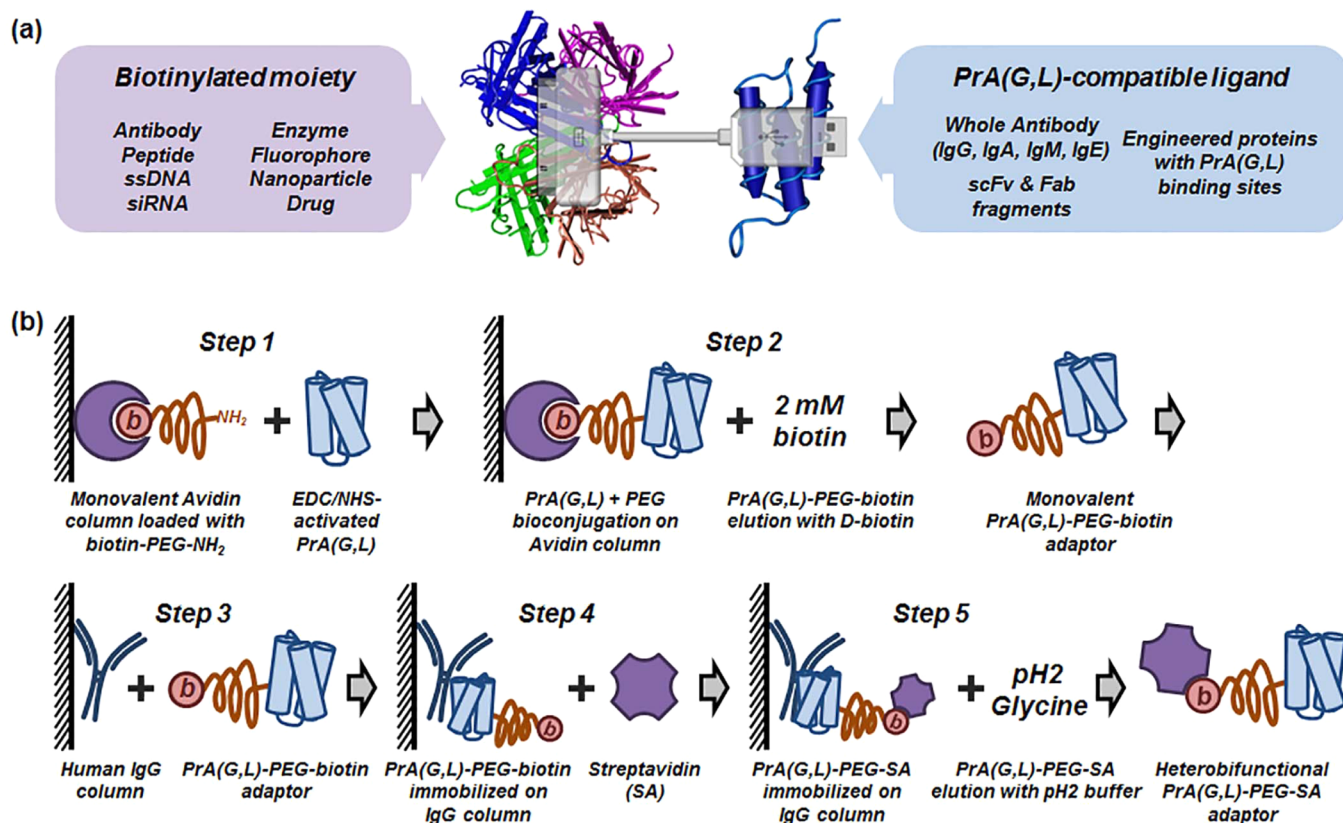 (a)
Biotinylated moiety
Antibody
Peptide
ssDNA
siRNA
Enzyme
Fluorophore
Nanoparticle
Drug
PrA(G,L)-compatible ligand
Whole Antibody
(IgG, IgA, IgM, IgE)
scFv & Fab
fragments
Engineered proteins
with PrA(G,L)
binding sites
(b)
Step 1
b
NH2
+
Monovalent Avidin
column loaded with
biotin-PEG-NH2
EDC/NHS-
activated
PrA(G,L)
Step 2
b
+
2 mM
biotin
b
PrA(G,L) + PEG
bioconjugation on
Avidin column
PrA(G,L)-PEG-biotin
elution with D-biotin
Monovalent
PrA(G,L)-PEG-biotin
adaptor
Step 3
+
b
Human IgG
column
PrA(G,L)-PEG-biotin
adaptor
Step 4
b
+
PrA(G,L)-PEG-biotin
immobilized on
IgG column
Streptavidin
(SA)
Step 5
b
+
pH2
Glycine
b
PrA(G,L)-PEG-SA
immobilized on
IgG column
PrA(G,L)-PEG-SA
elution with pH2 buffer
Heterobifunctional
PrA(G,L)-PEG-SA
adaptor